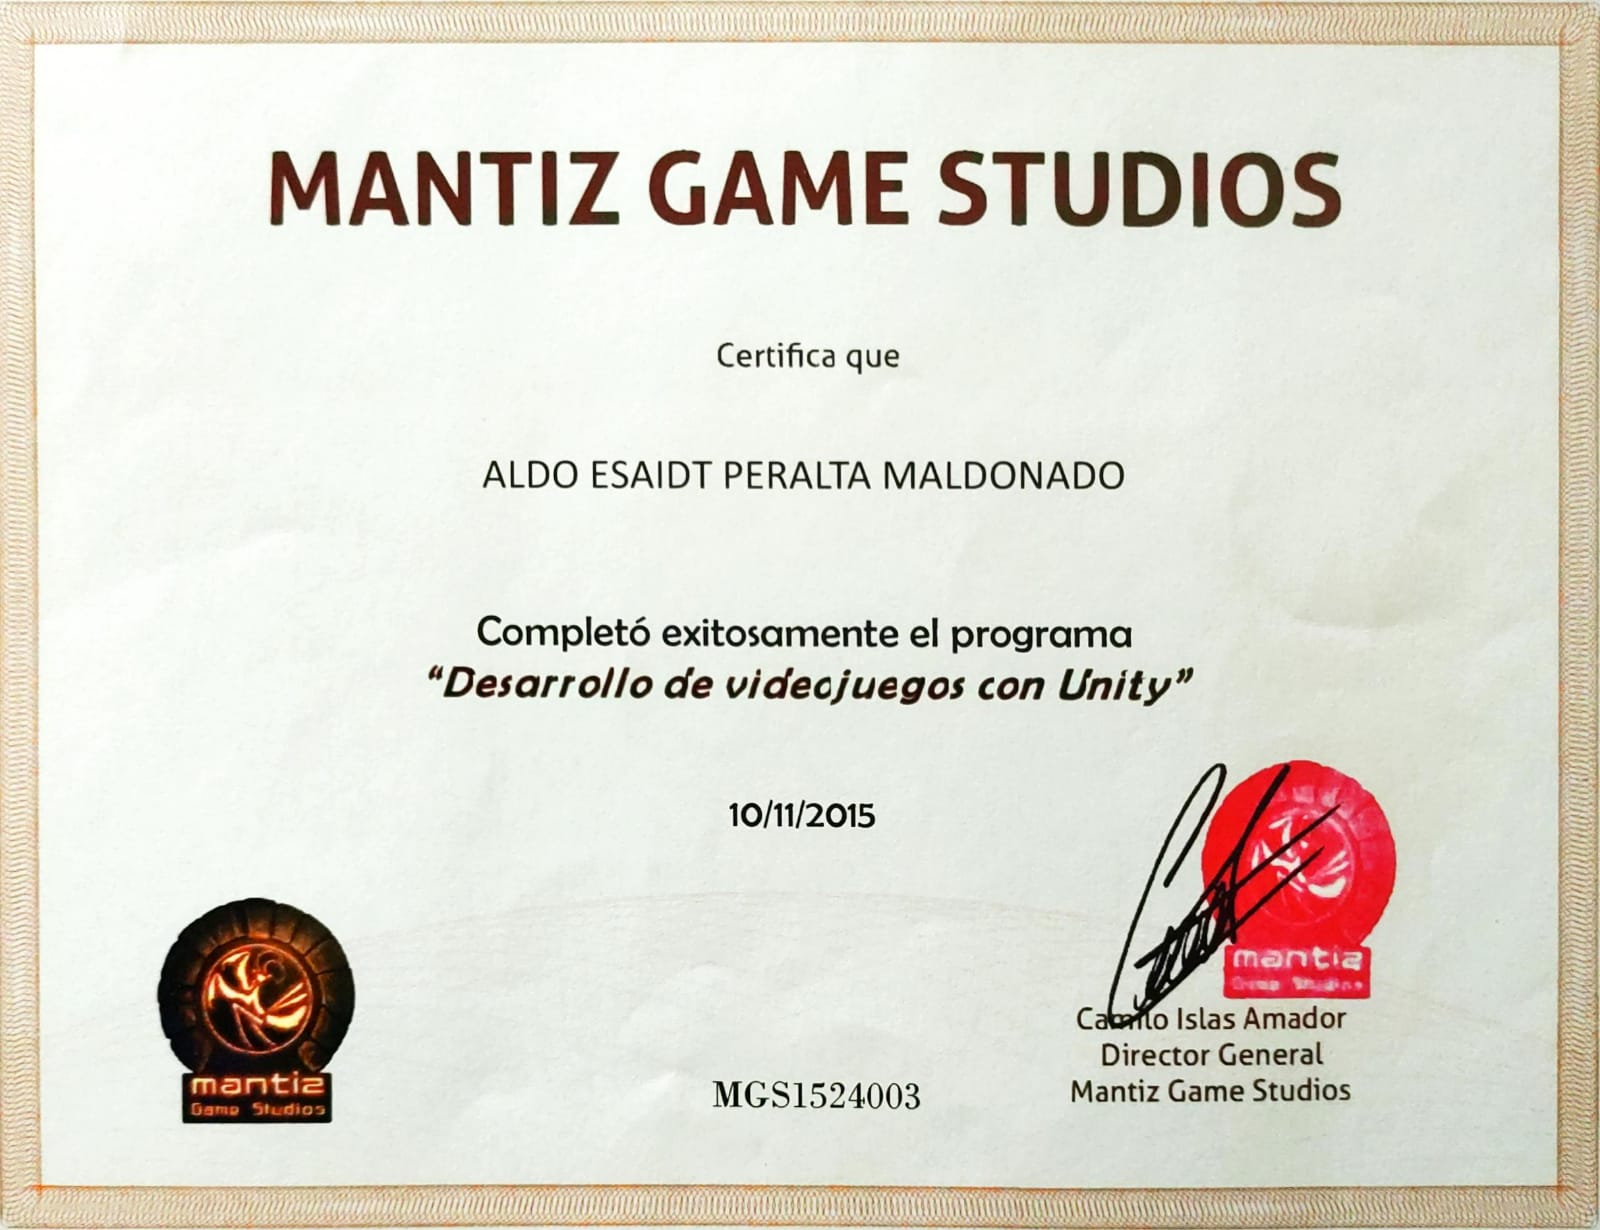 MANTIZ GAME STUDIOS
Certifica que
ALDO ESAIDT PERALTA MALDONADO
Completó exitosamente el programa
“Desarrollo de videojuegos con Unity”
10/11/2015
mantiz
Game Studios
mantiz
Game Studios
Camilo Islas Amador
Director General
Mantiz Game Studios
MGS1524003